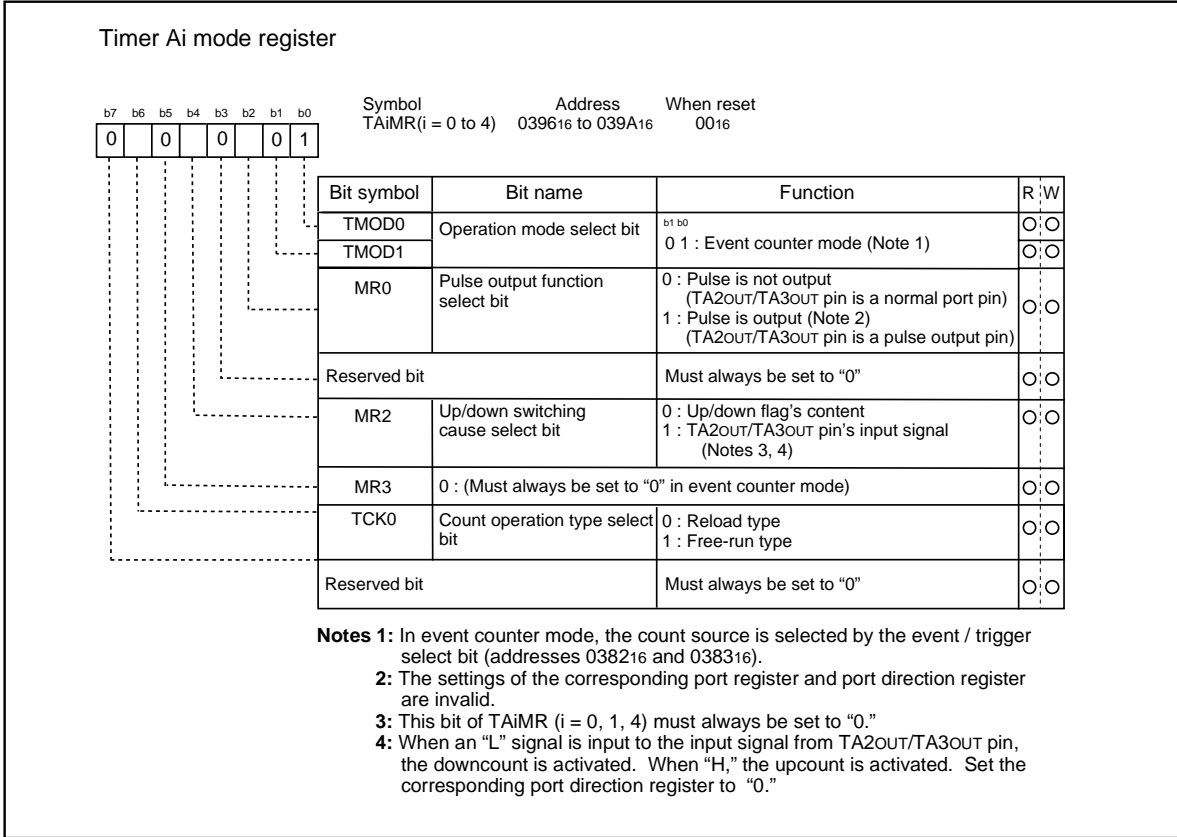 Timer Ai mode register
Symbol Address When reset
TAiMR(i = 0 to 4) 039616 to 039A16 0016
b7 b6 b5 b4 b3 b2 b1 b0
0 0 0 0 1
Bit symbol Bit name Function R W
TMOD0 Operation mode select bit b1 b0
TMOD1 0 1 : Event counter mode (Note 1)
MR0 Pulse output function 0 : Pulse is not output
select bit (TA2OUT/TA3OUT pin is a normal port pin)
1 : Pulse is output (Note 2)
(TA2OUT/TA3OUT pin is a pulse output pin)
Reserved bit Must always be set to “0”
MR2 Up/down switching 0 : Up/down flag’s content
cause select bit 1 : TA2OUT/TA3OUT pin’s input signal
(Notes 3, 4)
MR3 0 : (Must always be set to “0” in event counter mode)
TCK0 Count operation type select 0 : Reload type
bit 1 : Free-run type
Reserved bit Must always be set to “0”
Notes 1: In event counter mode, the count source is selected by the event / trigger
select bit (addresses 038216 and 038316).
2: The settings of the corresponding port register and port direction register
are invalid.
3: This bit of TAiMR (i = 0, 1, 4) must always be set to “0.”
4: When an “L” signal is input to the input signal from TA2OUT/TA3OUT pin,
the downcount is activated. When “H,” the upcount is activated. Set the
corresponding port direction register to “0.”